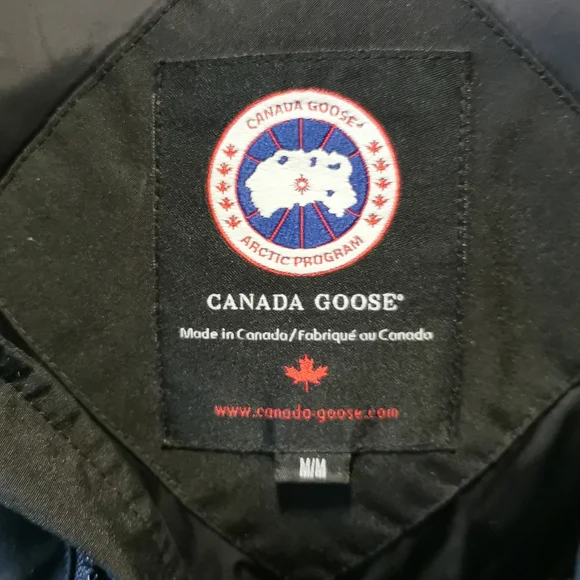 CANADA GOOSE
ARCTIC PROGRAM
CANADA GOOSE®
Made in Canada/Fabriqué au Canada
www.canada-goose.com
M/M